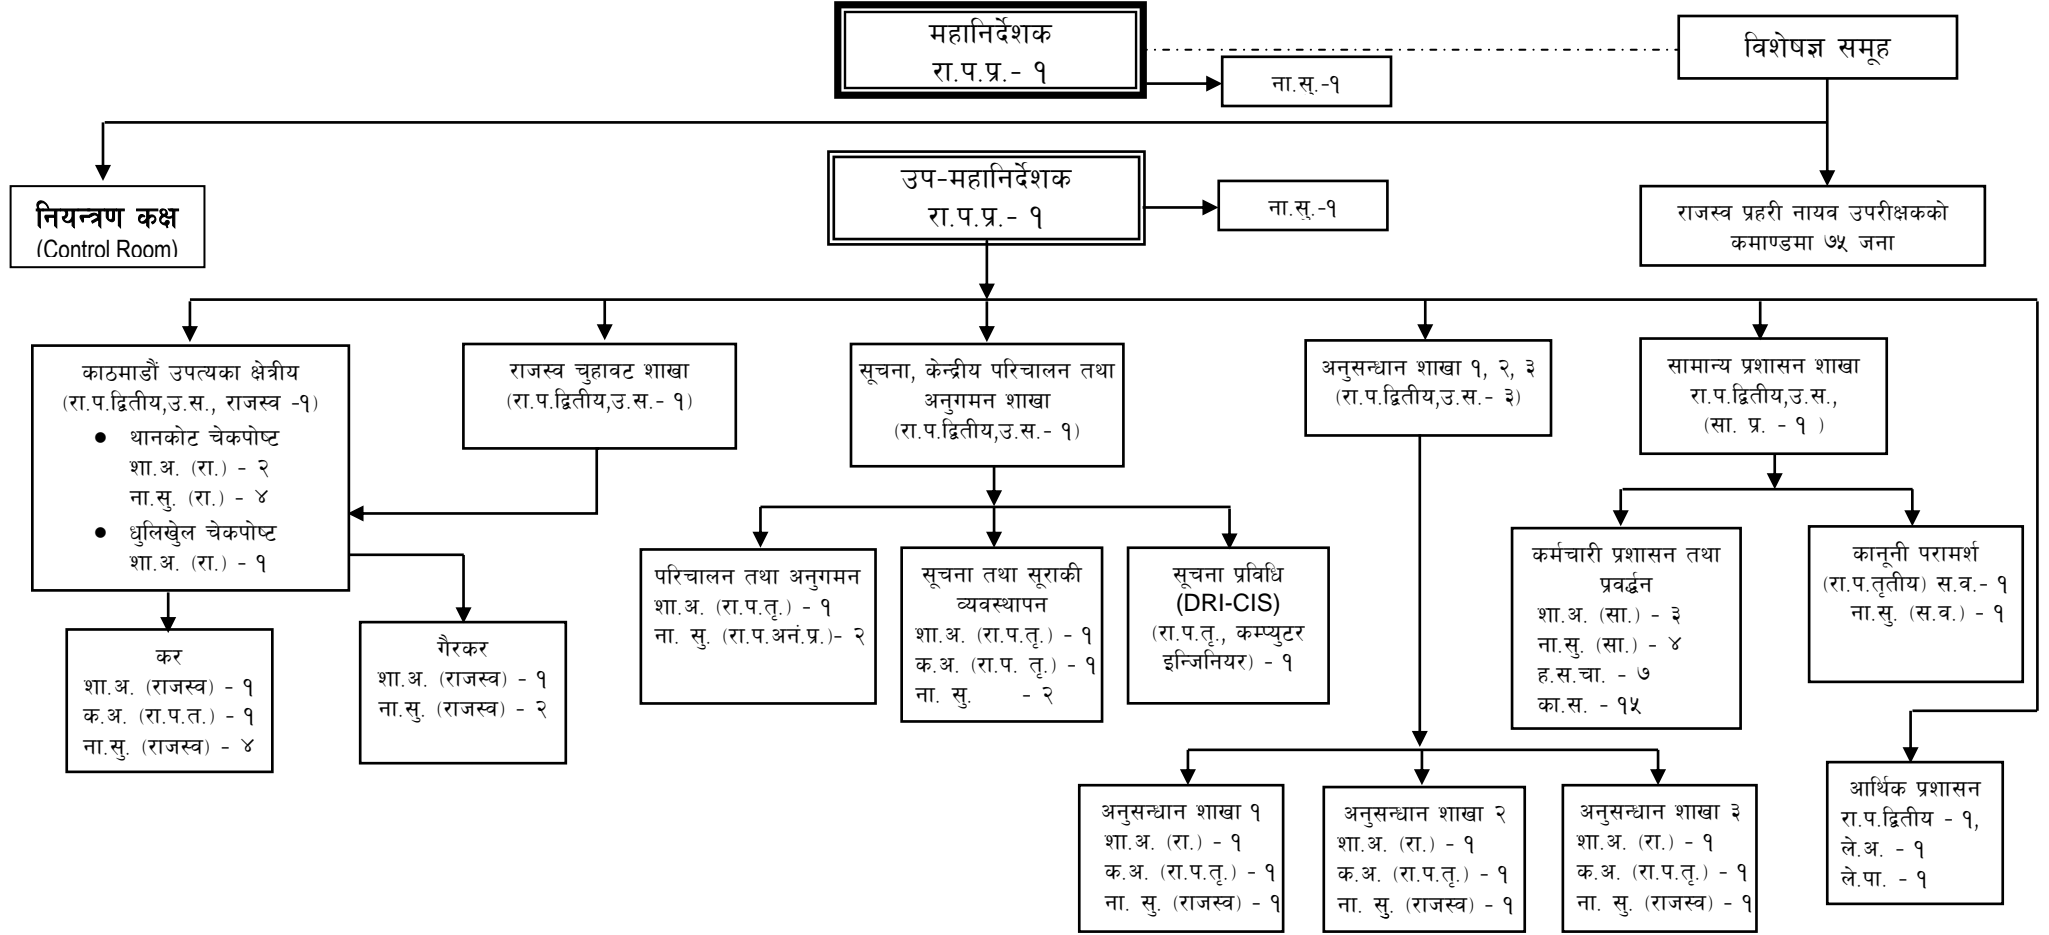 महानिर्देशक
रा.प.प्र.- १
विशेषज्ञ समूह
ना.सु.-१
उप-महानिर्देशक
रा.प.प्र.- १
ना.सु.-१
नियन्त्रण कक्ष
(Control Room)
राजस्व प्रहरी नायव उपरीक्षकको
कमाण्डमा ७५ जना
काठमाडौं उपत्यका क्षेत्रीय
(रा.प.द्वितीय,उ.स., राजस्व -१)
● थानकोट चेकपोष्ट
शा.अ. (रा.) - २
ना.सु. (रा.) - ४
● धुलिखेल चेकपोष्ट
शा.अ. (रा.) - १
राजस्व चुहावट शाखा
(रा.प.द्वितीय,उ.स.- १)
सूचना, केन्द्रीय परिचालन तथा
अनुगमन शाखा
(रा.प.द्वितीय,उ.स.- १)
अनुसन्धान शाखा १, २, ३
(रा.प.द्वितीय,उ.स.- ३)
सामान्य प्रशासन शाखा
रा.प.द्वितीय,उ.स.,
(सा. प्र. - १ )
कर
शा.अ. (राजस्व) - १
क.अ. (रा.प.त.) - १
ना.सु. (राजस्व) - ४
गैरकर
शा.अ. (राजस्व) - १
ना.सु. (राजस्व) - २
परिचालन तथा अनुगमन
शा.अ. (रा.प.तृ.) - १
ना. सु. (रा.प.अनं.प्र.)- २
सूचना तथा सूराकी
व्यवस्थापन
शा.अ. (रा.प.तृ.) - १
क.अ. (रा.प. तृ.) - १
ना. सु. - २
सूचना प्रविधि
(DRI-CIS)
(रा.प.तृ., कम्प्युटर
इन्जिनियर) - १
कर्मचारी प्रशासन तथा
प्रवर्द्धन
शा.अ. (सा.) - ३
ना.सु. (सा.) - ४
ह.स.चा. - ७
का.स. - १५
कानूनी परामर्श
(रा.प.तृतीय) स.व.- १
ना.सु. (स.व.) - १
अनुसन्धान शाखा १
शा.अ. (रा.) - १
क.अ. (रा.प.तृ.) - १
ना. सु. (राजस्व) - १
अनुसन्धान शाखा २
शा.अ. (रा.) - १
क.अ. (रा.प.तृ.) - १
ना. सु. (राजस्व) - १
अनुसन्धान शाखा ३
शा.अ. (रा.) - १
क.अ. (रा.प.तृ.) - १
ना. सु. (राजस्व) - १
आर्थिक प्रशासन
रा.प.द्वितीय - १,
ले.अ. - १
ले.पा. - १